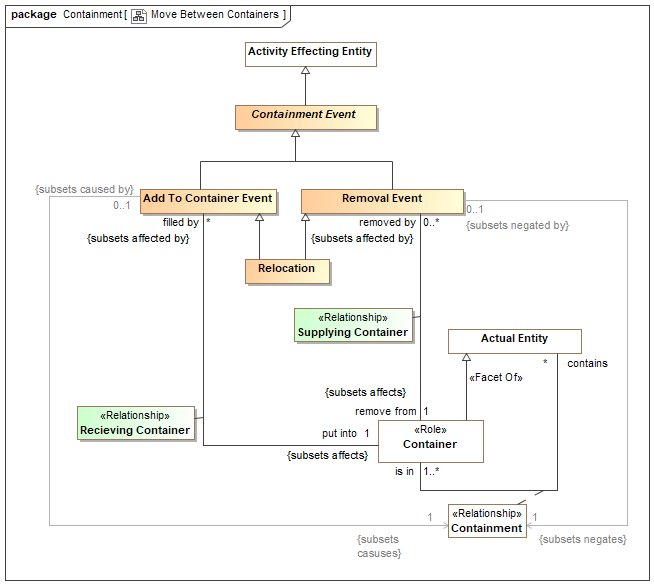 package Containment [ Move Between Containers ]
Activity Effecting Entity
Containment Event
{subsets caused by}
Add To Container Event
Removal Event
0..1
filled by *
removed by 0..*
0..1
{subsets affected by}
{subsets affected by}
{subsets negated by}
Relocation
«Relationship»
Supplying Container
Actual Entity
* contains
«Facet Of»
{subsets affects}
remove from 1
«Relationship»
Recieving Container
«Role»
Container
put into 1
{subsets affects}
is in 1..*
«Relationship»
Containment
1
1
{subsets
casuses}
{subsets negates}